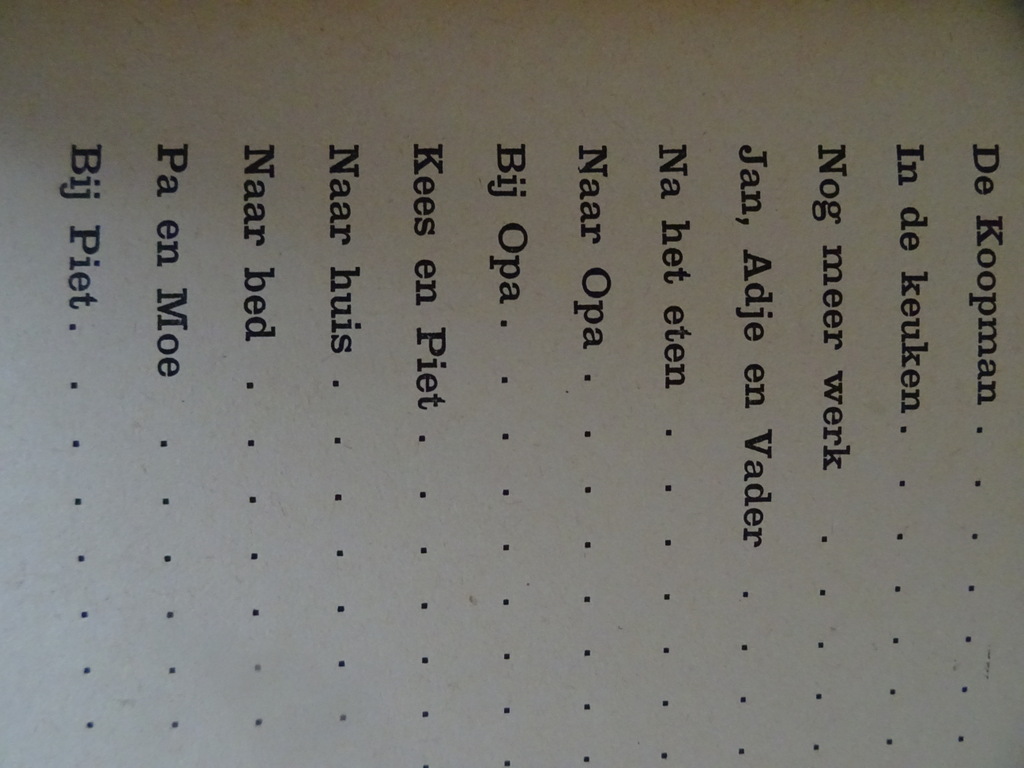 De Koopman . . . . . . .
In de keuken . . . . . . .
Nog meer werk . . . . .
Jan, Adje en Vader . . . .
Na het eten . . . . . . .
Naar Opa . . . . . . . .
Bij Opa . . . . . . . . .
Kees en Piet . . . . . . .
Naar huis . . . . . . .
Naar bed . . . . . . .
Pa en Moe . . . . . .
Bij Piet . . . . . . . .